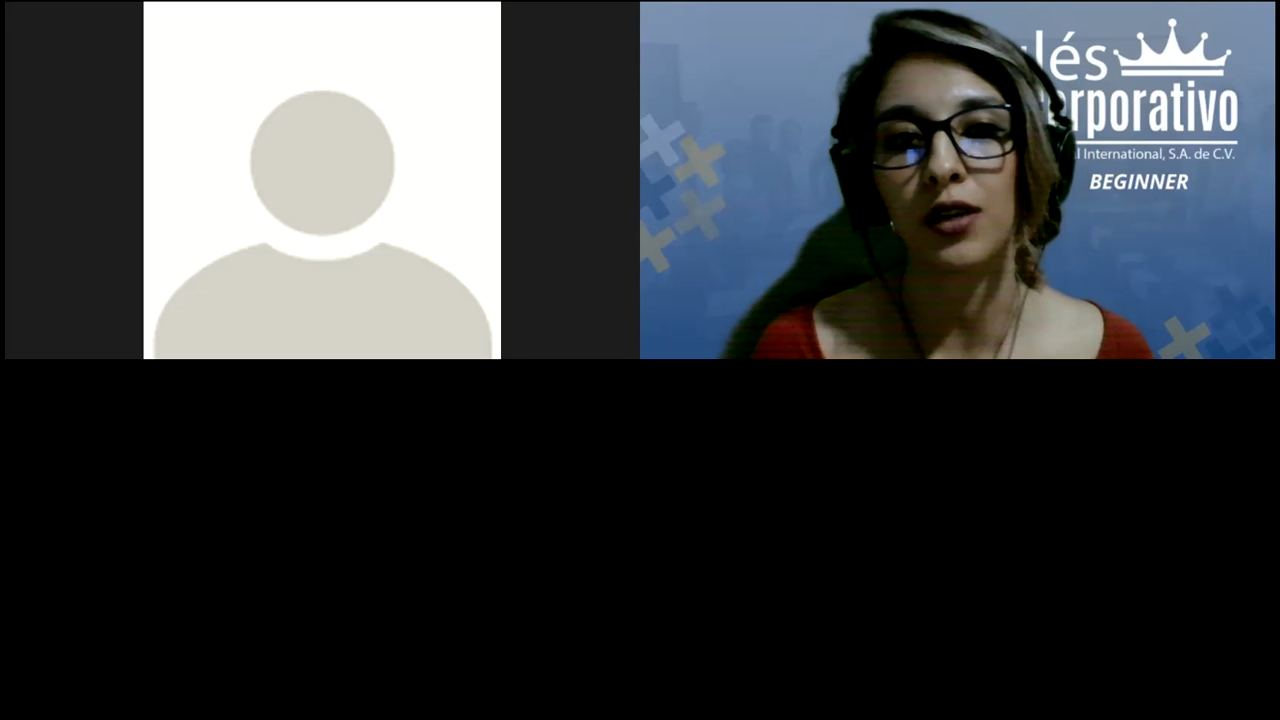 lés
rporativo
l International, S.A. de C.V.
BEGINNER